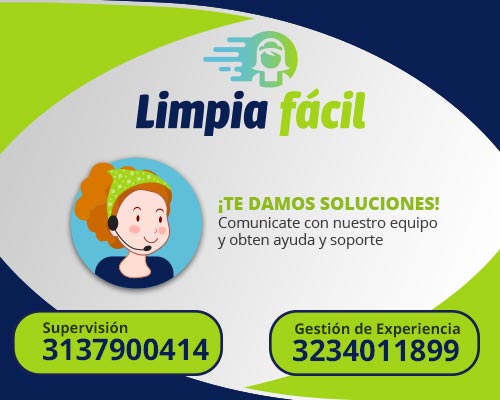 Limpia fácil
¡TE DAMOS SOLUCIONES!
Comunicate con nuestro equipo
y obten ayuda y soporte
Supervisión
3137900414
Gestión de Experiencia
3234011899